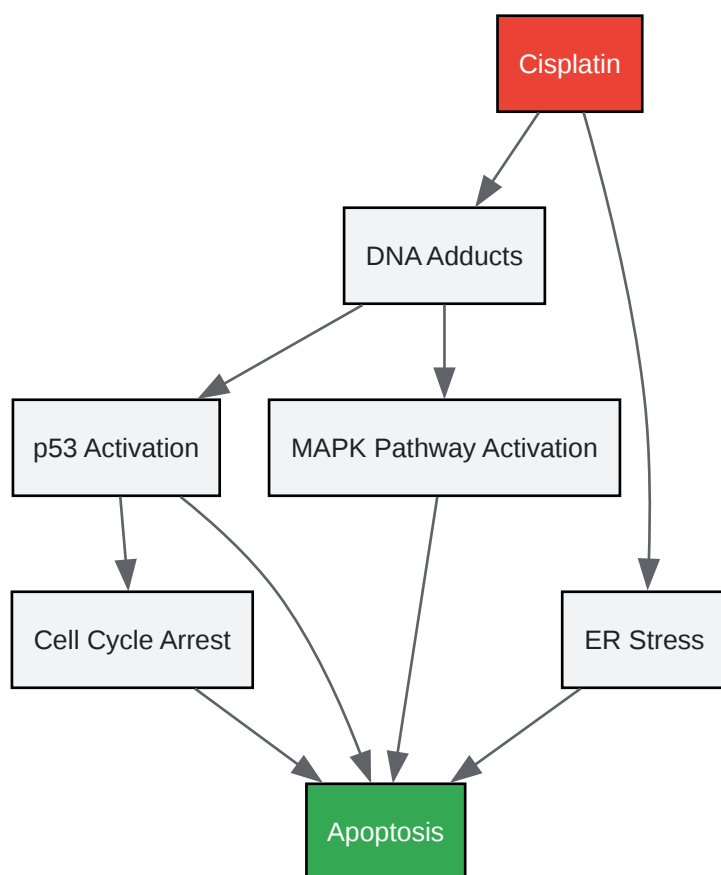 Cisplatin
DNA Adducts
p53 Activation
MAPK Pathway Activation
Cell Cycle Arrest
ER Stress
Apoptosis